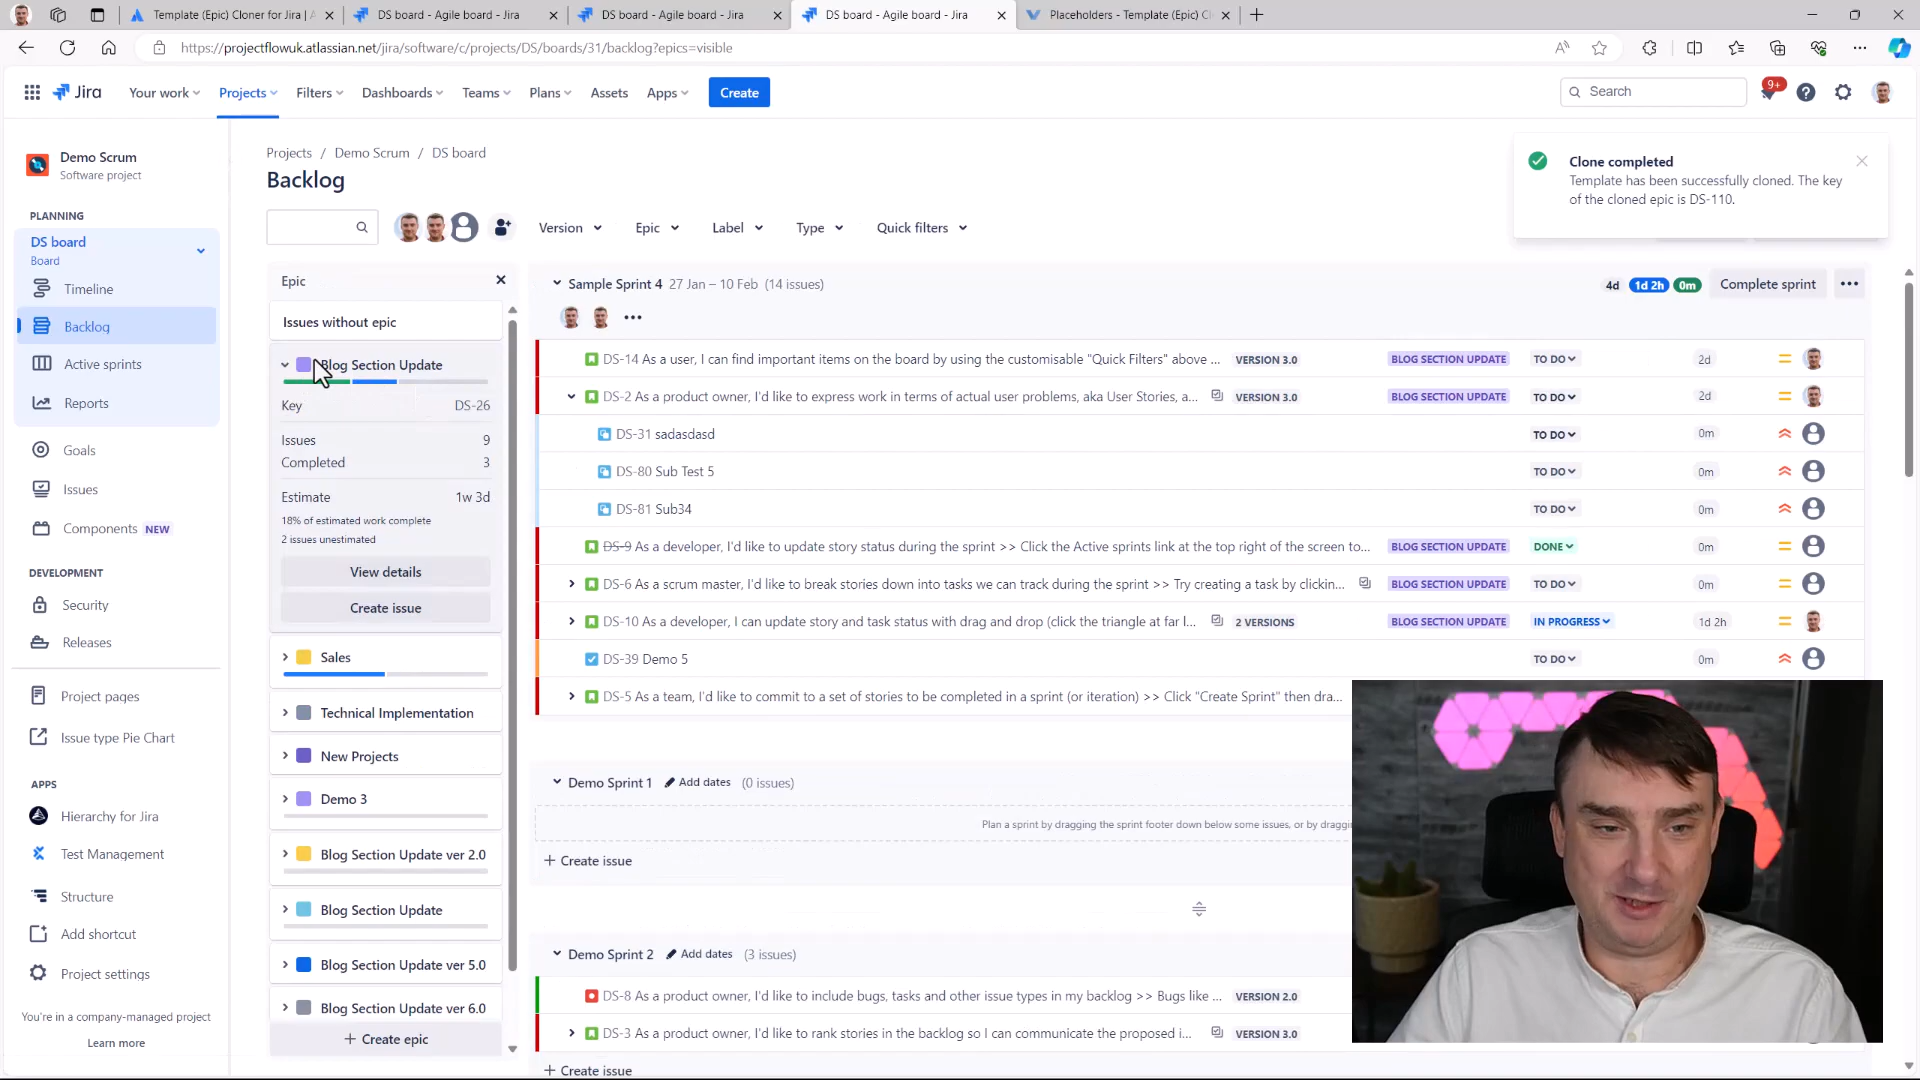 Template (Epic) Cloner for Jira | A
DS board - Agile board - Jira
DS board - Agile board - Jira
DS board - Agile board - Jira
Placeholders - Template (Epic) Cl
https://projectflowuk.atlassian.net/jira/software/c/projects/DS/boards/31/backlog?epics=visible
Jira
Your work
Projects
Filters
Dashboards
Teams
Plans
Assets
Apps
Create
Search
9+
Demo Scrum
Software project
PLANNING
DS board
Board
Timeline
Backlog
Active sprints
Reports
Goals
Issues
Components NEW
DEVELOPMENT
Security
Releases
Project pages
Issue type Pie Chart
APPS
Hierarchy for Jira
Test Management
Structure
Add shortcut
Project settings
You're in a company-managed project
Learn more
Projects / Demo Scrum / DS board
Backlog
Version
Epic
Label
Type
Quick filters
Clone completed
Template has been successfully cloned. The key
of the cloned epic is DS-110.
Epic
Issues without epic
Blog Section Update
Key DS-26
Issues 9
Completed 3
Estimate 1w 3d
18% of estimated work complete
2 issues unestimated
View details
Create issue
Sales
Technical Implementation
New Projects
Demo 3
Blog Section Update ver 2.0
Blog Section Update
Blog Section Update ver 5.0
Blog Section Update ver 6.0
+ Create epic
Sample Sprint 4 27 Jan – 10 Feb (14 issues)
4d 1d 2h 0m Complete sprint
DS-14 As a user, I can find important items on the board by using the customisable "Quick Filters" above ... VERSION 3.0 BLOG SECTION UPDATE TO DO 2d
DS-2 As a product owner, I'd like to express work in terms of actual user problems, aka User Stories, a... VERSION 3.0 BLOG SECTION UPDATE TO DO 2d
DS-31 sadasdasd TO DO 0m
DS-80 Sub Test 5 TO DO 0m
DS-81 Sub34 TO DO 0m
DS-9 As a developer, I'd like to update story status during the sprint >> Click the Active sprints link at the top right of the screen to... BLOG SECTION UPDATE DONE 0m
DS-6 As a scrum master, I'd like to break stories down into tasks we can track during the sprint >> Try creating a task by clickin... BLOG SECTION UPDATE TO DO 0m
DS-10 As a developer, I can update story and task status with drag and drop (click the triangle at far l... 2 VERSIONS BLOG SECTION UPDATE IN PROGRESS 1d 2h
DS-39 Demo 5 TO DO 0m
DS-5 As a team, I'd like to commit to a set of stories to be completed in a sprint (or iteration) >> Click "Create Sprint" then dra...
Demo Sprint 1 Add dates (0 issues)
Plan a sprint by dragging the sprint footer down below some issues, or by draggin
+ Create issue
Demo Sprint 2 Add dates (3 issues)
DS-8 As a product owner, I'd like to include bugs, tasks and other issue types in my backlog >> Bugs like ... VERSION 2.0
DS-3 As a product owner, I'd like to rank stories in the backlog so I can communicate the proposed i... VERSION 3.0
+ Create issue